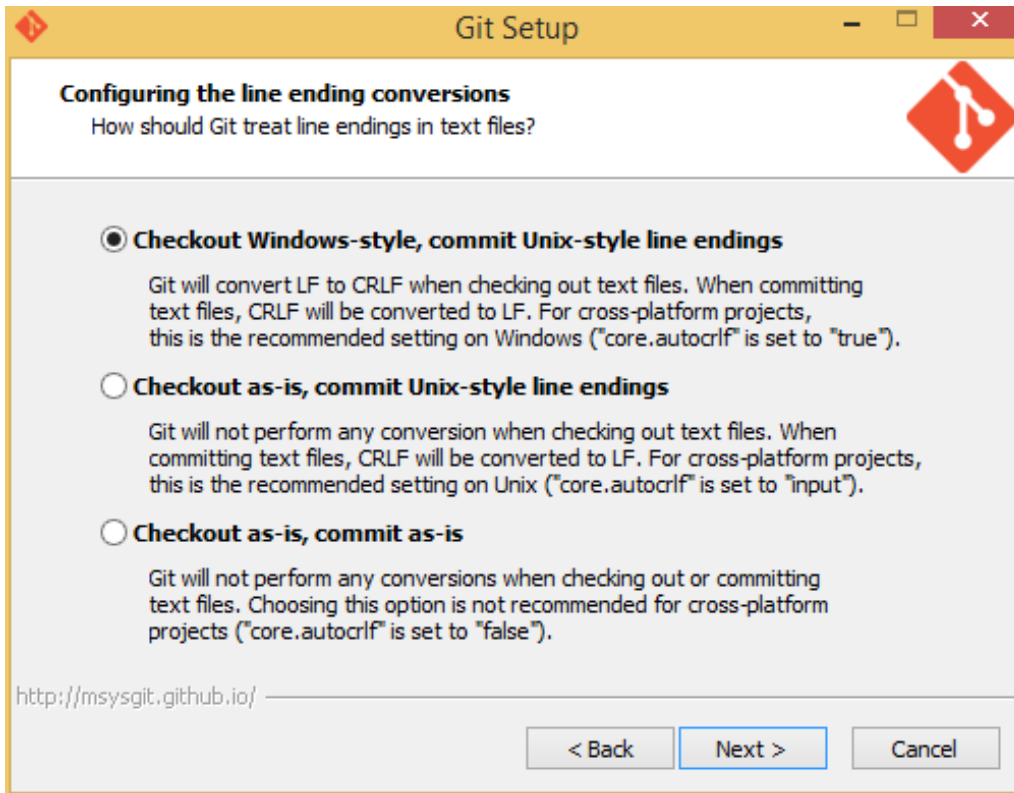 Git Setup
Configuring the line ending conversions
How should Git treat line endings in text files?
Checkout Windows-style, commit Unix-style line endings
Git will convert LF to CRLF when checking out text files. When committing
text files, CRLF will be converted to LF. For cross-platform projects,
this is the recommended setting on Windows ("core.autocrlf" is set to "true").
Checkout as-is, commit Unix-style line endings
Git will not perform any conversion when checking out text files. When
committing text files, CRLF will be converted to LF. For cross-platform projects,
this is the recommended setting on Unix ("core.autocrlf" is set to "input").
Checkout as-is, commit as-is
Git will not perform any conversions when checking out or committing
text files. Choosing this option is not recommended for cross-platform
projects ("core.autocrlf" is set to "false").
http://msysgit.github.io/
< Back Next > Cancel